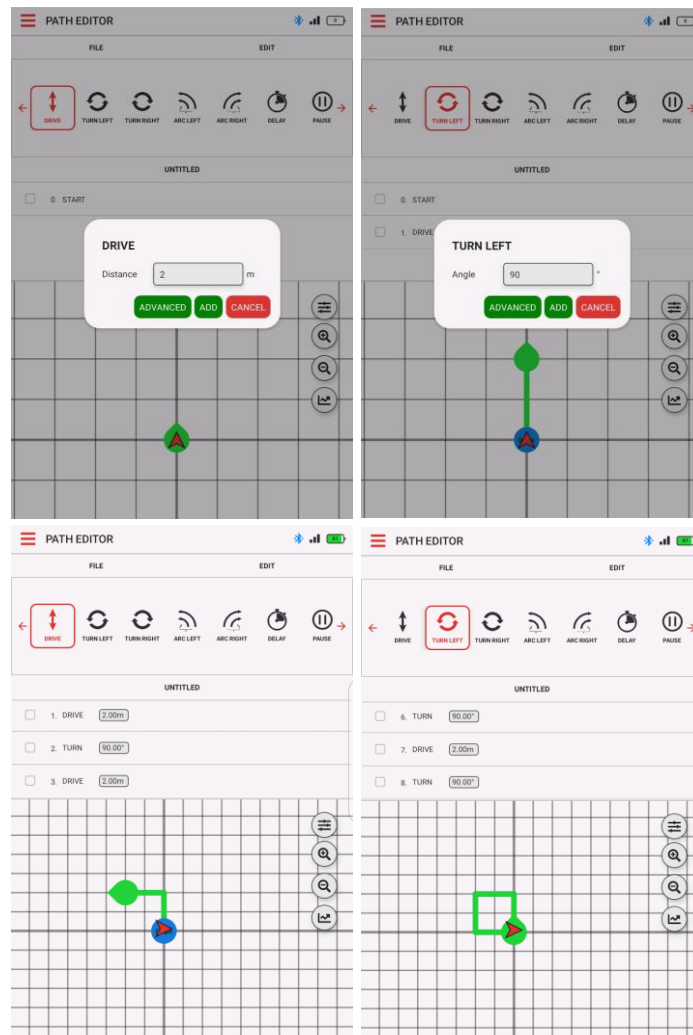 PATH EDITOR
FILE EDIT
DRIVE TURN LEFT TURN RIGHT ARC LEFT ARC RIGHT DELAY PAUSE
UNTITLED
0. START
DRIVE
Distance 2 m
ADVANCED ADD CANCEL
PATH EDITOR
FILE EDIT
DRIVE TURN LEFT TURN RIGHT ARC LEFT ARC RIGHT DELAY PAUSE
UNTITLED
0. START
1. DRIVE
TURN LEFT
Angle 90 °
ADVANCED ADD CANCEL
PATH EDITOR
FILE EDIT
DRIVE TURN LEFT TURN RIGHT ARC LEFT ARC RIGHT DELAY PAUSE
UNTITLED
1. DRIVE 2.00m
2. TURN 90.00°
3. DRIVE 2.00m
PATH EDITOR
FILE EDIT
DRIVE TURN LEFT TURN RIGHT ARC LEFT ARC RIGHT DELAY PAUSE
UNTITLED
6. TURN 90.00°
7. DRIVE 2.00m
8. TURN 90.00°